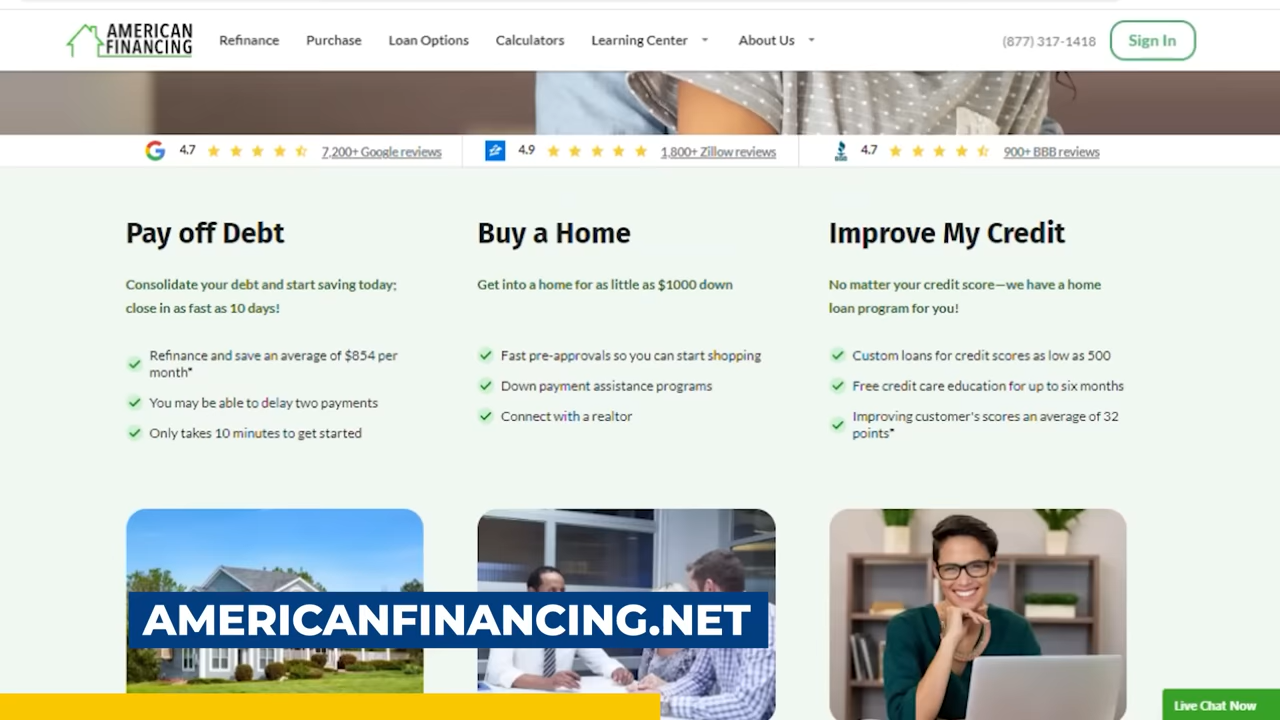 AMERICAN
FINANCING
Refinance Purchase Loan Options Calculators Learning Center About Us (877) 317-1418 Sign In
4.7 7,200+ Google reviews 4.9 1,800+ Zillow reviews 4.7 900+ BBB reviews
BBB
Pay off Debt
Consolidate your debt and start saving today;
close in as fast as 10 days!
Refinance and save an average of $854 per
month*
You may be able to delay two payments
Only takes 10 minutes to get started
Buy a Home
Get into a home for as little as $1000 down
Fast pre-approvals so you can start shopping
Down payment assistance programs
Connect with a realtor
Improve My Credit
No matter your credit score—we have a home
loan program for you!
Custom loans for credit scores as low as 500
Free credit care education for up to six months
Improving customer's scores an average of 32
points*
AMERICANFINANCING.NET
Live Chat Now